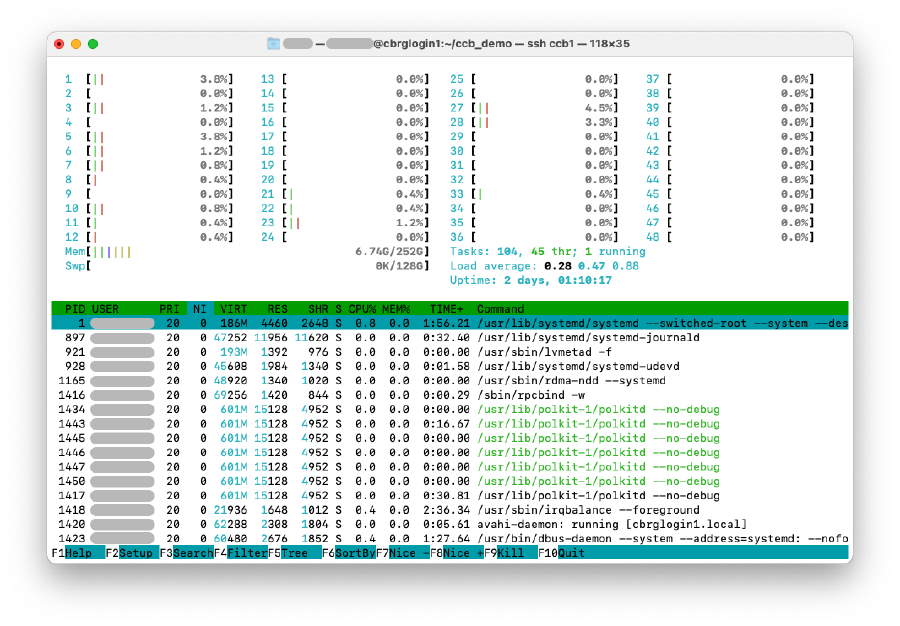 —@cbrglogin1:~/ccb_demo — ssh ccb1 — 118×35
1 [|| 3.8%] 13 [ 0.0%] 25 [ 0.0%] 37 [ 0.0%]
2 [ 0.0%] 14 [ 0.0%] 26 [ 0.0%] 38 [ 0.0%]
3 [|| 1.2%] 15 [ 0.0%] 27 [|| 4.5%] 39 [ 0.0%]
4 [ 0.0%] 16 [ 0.0%] 28 [|| 3.3%] 40 [ 0.0%]
5 [|| 3.8%] 17 [ 0.0%] 29 [ 0.0%] 41 [ 0.0%]
6 [|| 1.2%] 18 [ 0.0%] 30 [ 0.0%] 42 [ 0.0%]
7 [|| 0.8%] 19 [ 0.0%] 31 [ 0.0%] 43 [ 0.0%]
8 [| 0.4%] 20 [ 0.0%] 32 [ 0.0%] 44 [ 0.0%]
9 [ 0.0%] 21 [| 0.4%] 33 [| 0.4%] 45 [ 0.0%]
10 [|| 0.8%] 22 [| 0.4%] 34 [ 0.0%] 46 [ 0.0%]
11 [| 0.4%] 23 [|| 1.2%] 35 [ 0.0%] 47 [ 0.0%]
12 [| 0.4%] 24 [ 0.0%] 36 [ 0.0%] 48 [ 0.0%]
Mem[|||||| 6.74G/252G] Tasks: 104, 45 thr; 1 running
Swp[ 0K/128G] Load average: 0.28 0.47 0.88
Uptime: 2 days, 01:10:17
PID USER PRI NI VIRT RES SHR S CPU% MEM% TIME+ Command
1 20 0 186M 4460 2648 S 0.8 0.0 1:56.21 /usr/lib/systemd/systemd --switched-root --system --des
897 20 0 47252 11956 11620 S 0.0 0.0 0:32.40 /usr/lib/systemd/systemd-journald
921 20 0 193M 1392 976 S 0.0 0.0 0:00.00 /usr/sbin/lvmetad -f
928 20 0 45608 1984 1340 S 0.0 0.0 0:01.58 /usr/lib/systemd/systemd-udevd
1165 20 0 48920 1340 1020 S 0.0 0.0 0:00.00 /usr/sbin/rdma-ndd --systemd
1416 20 0 69256 1420 844 S 0.0 0.0 0:00.29 /sbin/rpcbind -w
1434 20 0 601M 15128 4952 S 0.0 0.0 0:00.00 /usr/lib/polkit-1/polkitd --no-debug
1443 20 0 601M 15128 4952 S 0.0 0.0 0:16.67 /usr/lib/polkit-1/polkitd --no-debug
1445 20 0 601M 15128 4952 S 0.0 0.0 0:00.00 /usr/lib/polkit-1/polkitd --no-debug
1446 20 0 601M 15128 4952 S 0.0 0.0 0:00.00 /usr/lib/polkit-1/polkitd --no-debug
1447 20 0 601M 15128 4952 S 0.0 0.0 0:00.00 /usr/lib/polkit-1/polkitd --no-debug
1450 20 0 601M 15128 4952 S 0.0 0.0 0:00.00 /usr/lib/polkit-1/polkitd --no-debug
1417 20 0 601M 15128 4952 S 0.0 0.0 0:30.81 /usr/lib/polkit-1/polkitd --no-debug
1418 20 0 21936 1648 1012 S 0.4 0.0 2:36.34 /usr/sbin/irqbalance --foreground
1420 20 0 62288 2308 1804 S 0.0 0.0 0:05.61 avahi-daemon: running [cbrglogin1.local]
1423 20 0 60480 2676 1852 S 0.4 0.0 1:27.64 /usr/bin/dbus-daemon --system --address=systemd: --nofo
F1Help F2Setup F3SearchF4FilterF5Tree F6SortByF7Nice -F8Nice +F9Kill F10Quit